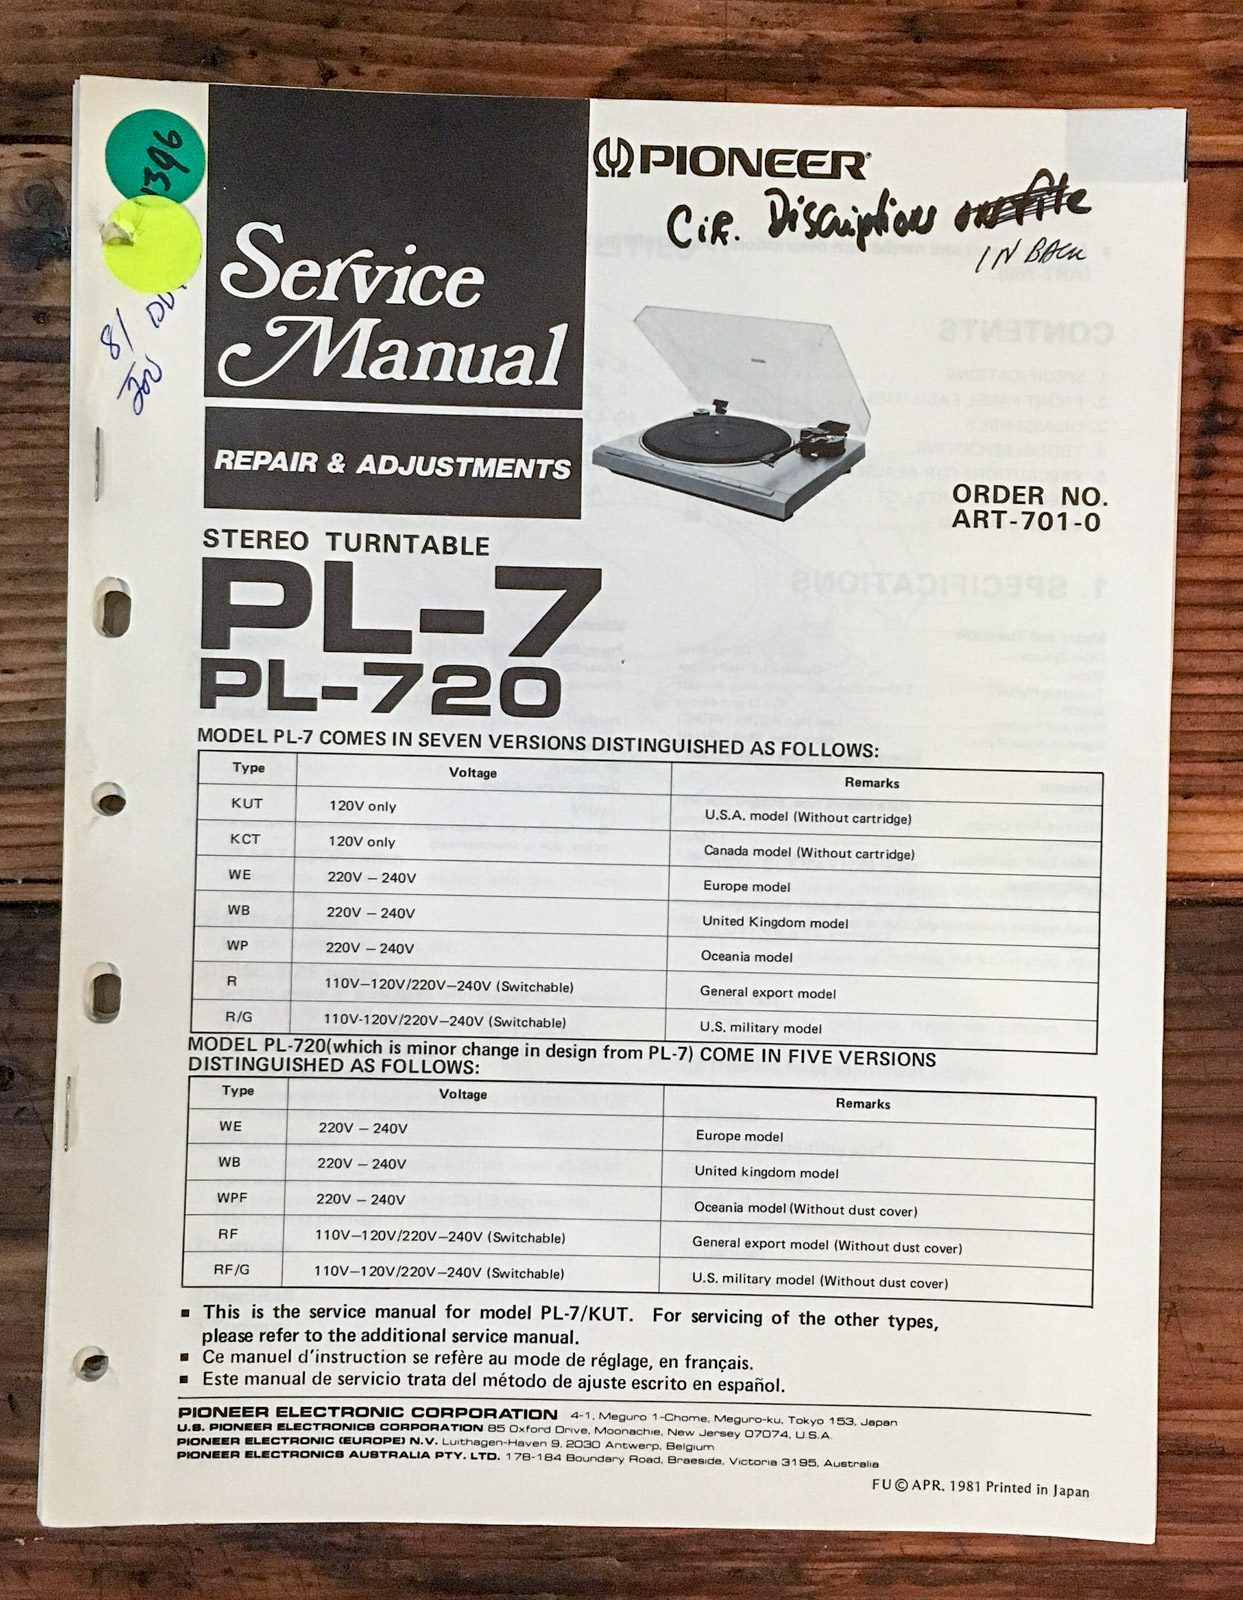 1396
81
Service
Manual
REPAIR & ADJUSTMENTS
PIONEER®
Cir. Discriptions on file
IN BACK
ORDER NO.
ART-701-0
STEREO TURNTABLE
PL-7
PL-720
MODEL PL-7 COMES IN SEVEN VERSIONS DISTINGUISHED AS FOLLOWS:
Type Voltage Remarks
KUT 120V only U.S.A. model (Without cartridge)
KCT 120V only Canada model (Without cartridge)
WE 220V – 240V Europe model
WB 220V – 240V United Kingdom model
WP 220V – 240V Oceania model
R 110V–120V/220V–240V (Switchable) General export model
R/G 110V-120V/220V–240V (Switchable) U.S. military model
MODEL PL-720(which is minor change in design from PL-7) COME IN FIVE VERSIONS
DISTINGUISHED AS FOLLOWS:
Type Voltage Remarks
WE 220V – 240V Europe model
WB 220V – 240V United kingdom model
WPF 220V – 240V Oceania model (Without dust cover)
RF 110V–120V/220V–240V (Switchable) General export model (Without dust cover)
RF/G 110V–120V/220V–240V (Switchable) U.S. military model (Without dust cover)
■ This is the service manual for model PL-7/KUT. For servicing of the other types,
please refer to the additional service manual.
■ Ce manuel d'instruction se refère au mode de réglage, en français.
■ Este manual de servicio trata del método de ajuste escrito en español.
PIONEER ELECTRONIC CORPORATION 4-1, Meguro 1-Chome, Meguro-ku, Tokyo 153, Japan
U.S. PIONEER ELECTRONICS CORPORATION 85 Oxford Drive, Moonachie, New Jersey 07074, U.S.A.
PIONEER ELECTRONIC (EUROPE) N.V. Luithagen-Haven 9, 2030 Antwerp, Belgium
PIONEER ELECTRONICS AUSTRALIA PTY. LTD. 178-184 Boundary Road, Braeside, Victoria 3195, Australia
FU © APR. 1981 Printed in Japan